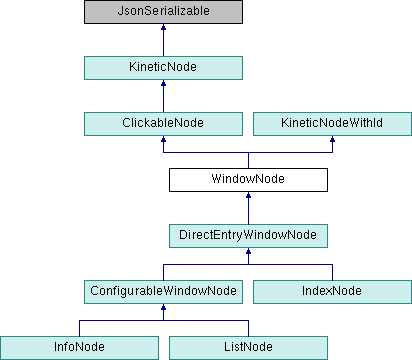 JsonSerializable
KineticNode
ClickableNode
KineticNodeWithId
WindowNode
DirectEntryWindowNode
ConfigurableWindowNode
IndexNode
InfoNode
ListNode